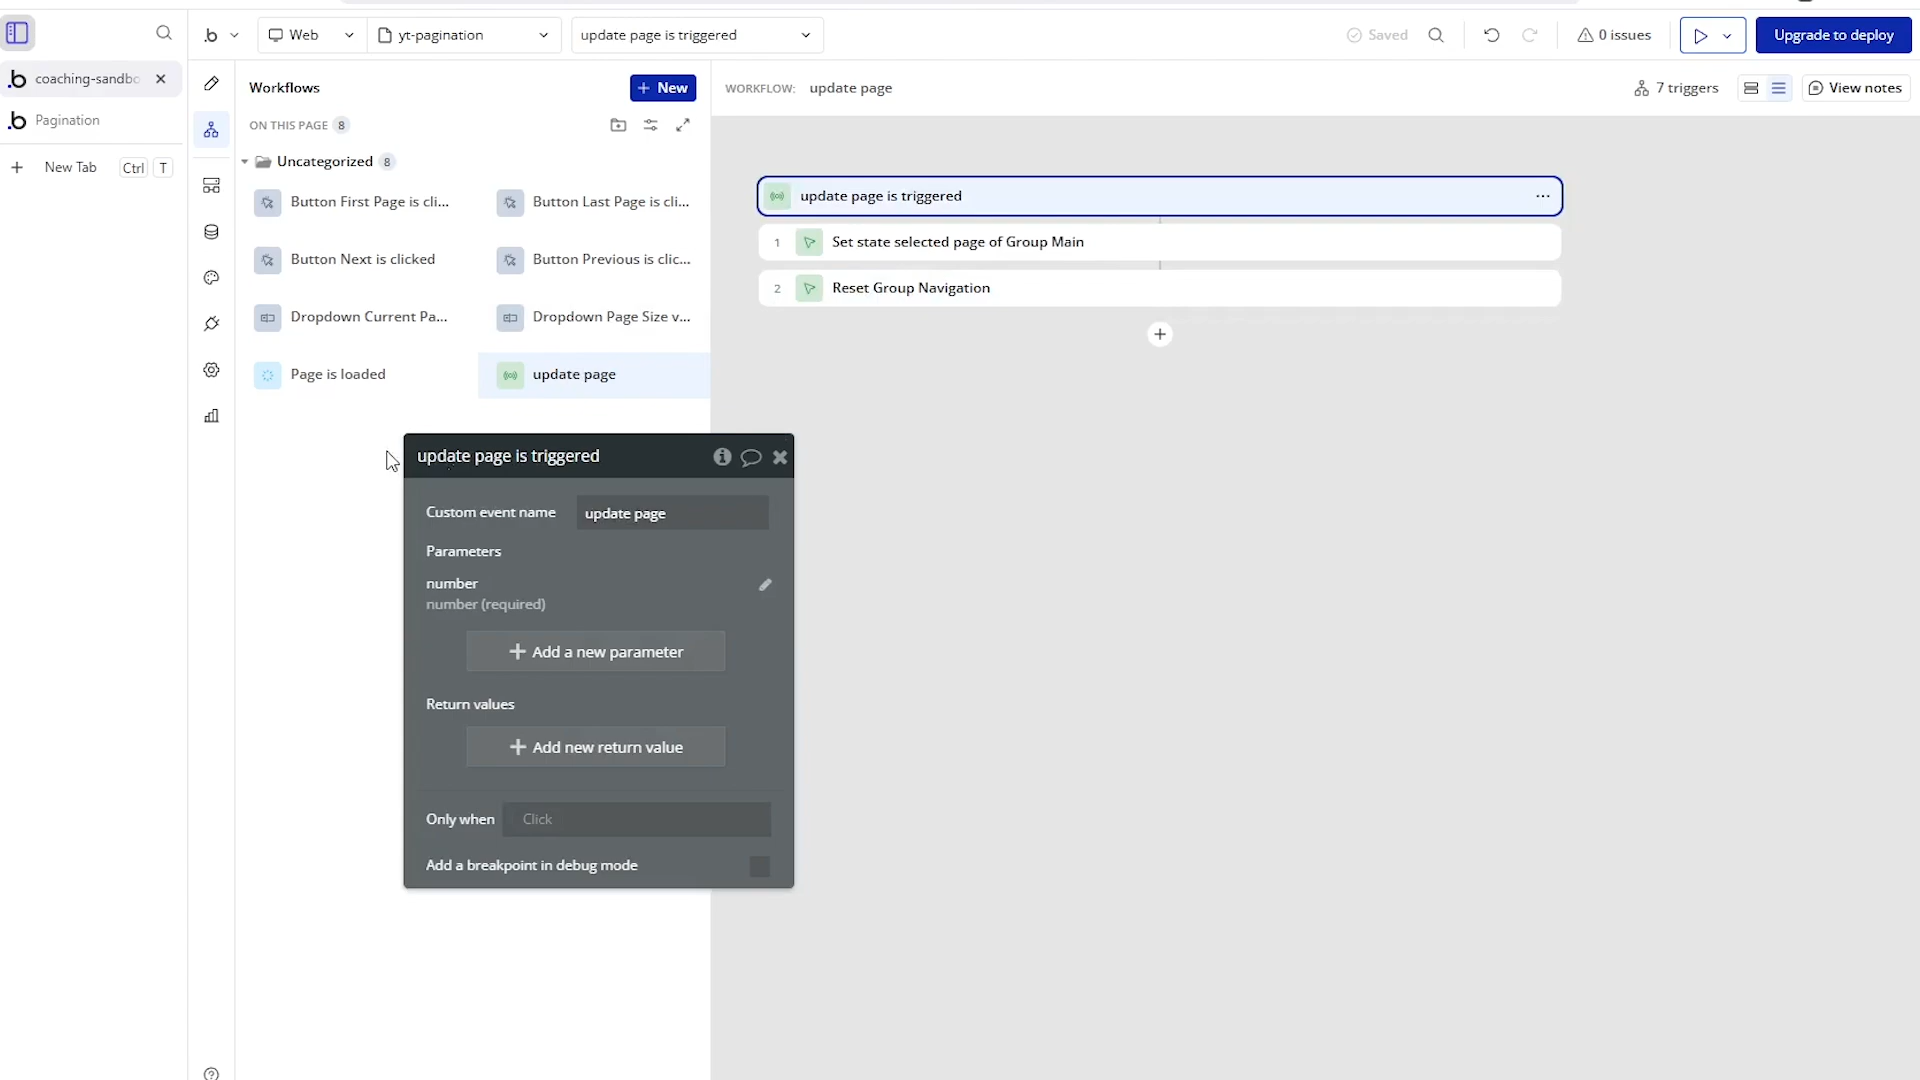 coaching-sandbo
Pagination
New Tab
Ctrl
T
Web
yt-pagination
update page is triggered
Saved
0 issues
Upgrade to deploy
Workflows
New
ON THIS PAGE 8
Uncategorized 8
Button First Page is cli...
Button Last Page is cli...
Button Next is clicked
Button Previous is clic...
Dropdown Current Pa...
Dropdown Page Size v...
Page is loaded
update page
WORKFLOW: update page
7 triggers
View notes
update page is triggered
1 Set state selected page of Group Main
2 Reset Group Navigation
update page is triggered
Custom event name update page
Parameters
number
number (required)
Add a new parameter
Return values
Add new return value
Only when Click
Add a breakpoint in debug mode